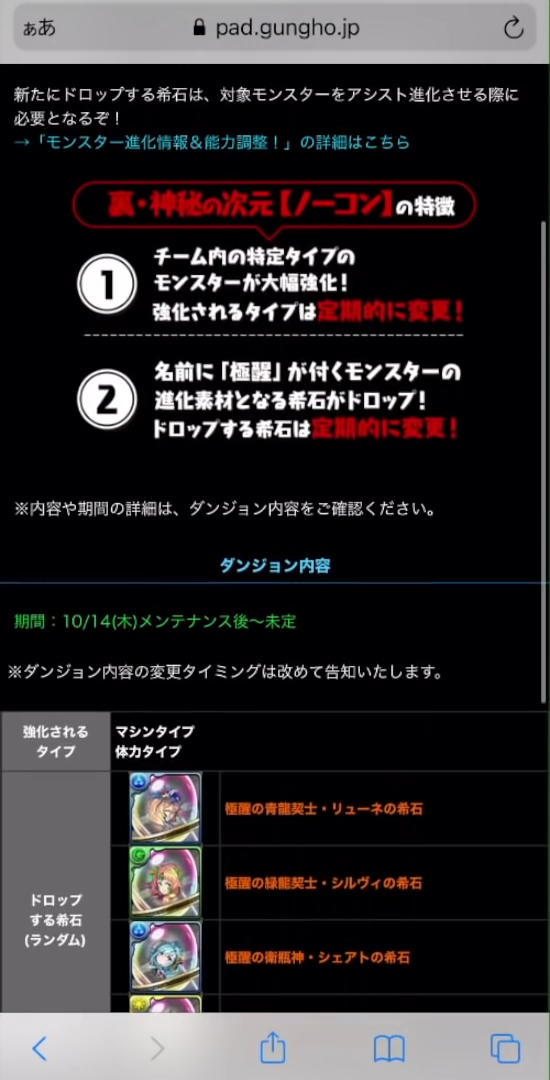 ぁあ
pad.gungho.jp
新たにドロップする希石は、対象モンスターをアシスト進化させる際に
必要となるぞ！
→「モンスター進化情報＆能力調整！」の詳細はこちら
裏・神秘の次元【ノーコン】の特徴
1
チーム内の特定タイプの
モンスターが大幅強化！
強化されるタイプは定期的に変更！
2
名前に「極醒」が付くモンスターの
進化素材となる希石がドロップ！
ドロップする希石は定期的に変更！
※内容や期間の詳細は、ダンジョン内容をご確認ください。
ダンジョン内容
期間：10/14(木)メンテナンス後～未定
※ダンジョン内容の変更タイミングは改めて告知いたします。
強化される
タイプ
マシンタイプ
体力タイプ
ドロップ
する希石
(ランダム)
極醒の青龍契士・リューネの希石
極醒の緑龍契士・シルヴィの希石
極醒の衛瓶神・シェアトの希石